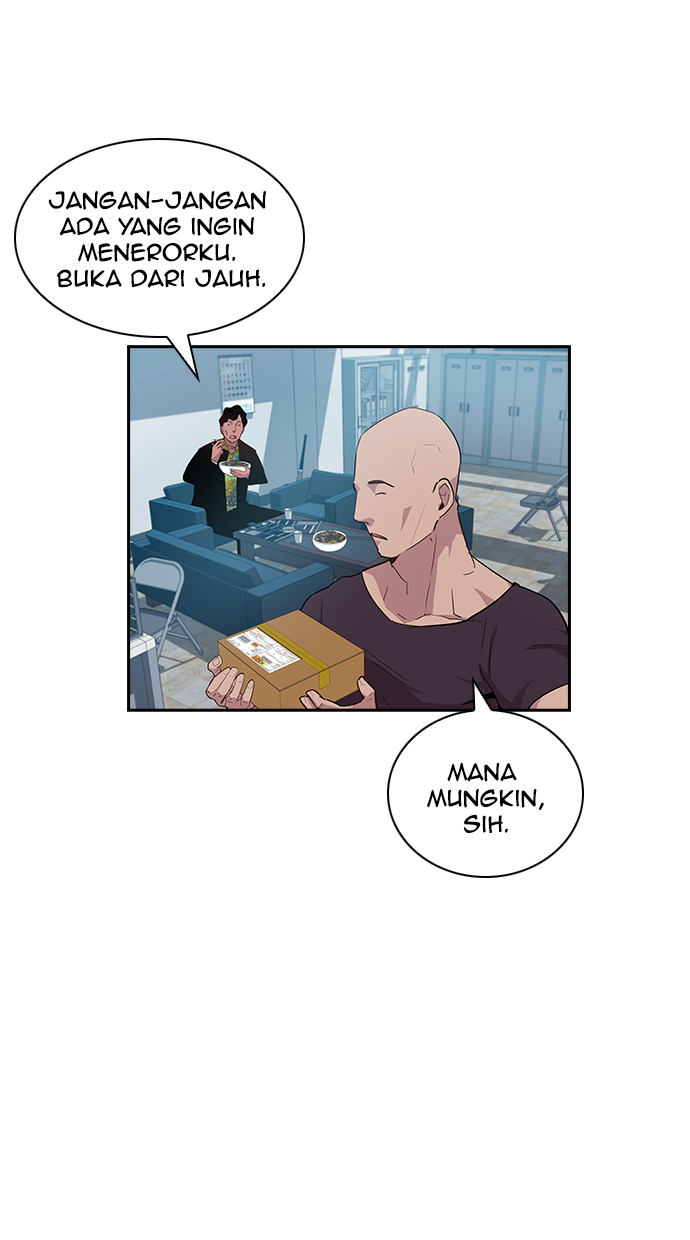 JANGAN-JANGAN
ADA YANG INGIN
MENERORKU.
BUKA DARI JAUH.
MANA
MUNGKIN,
SIH.